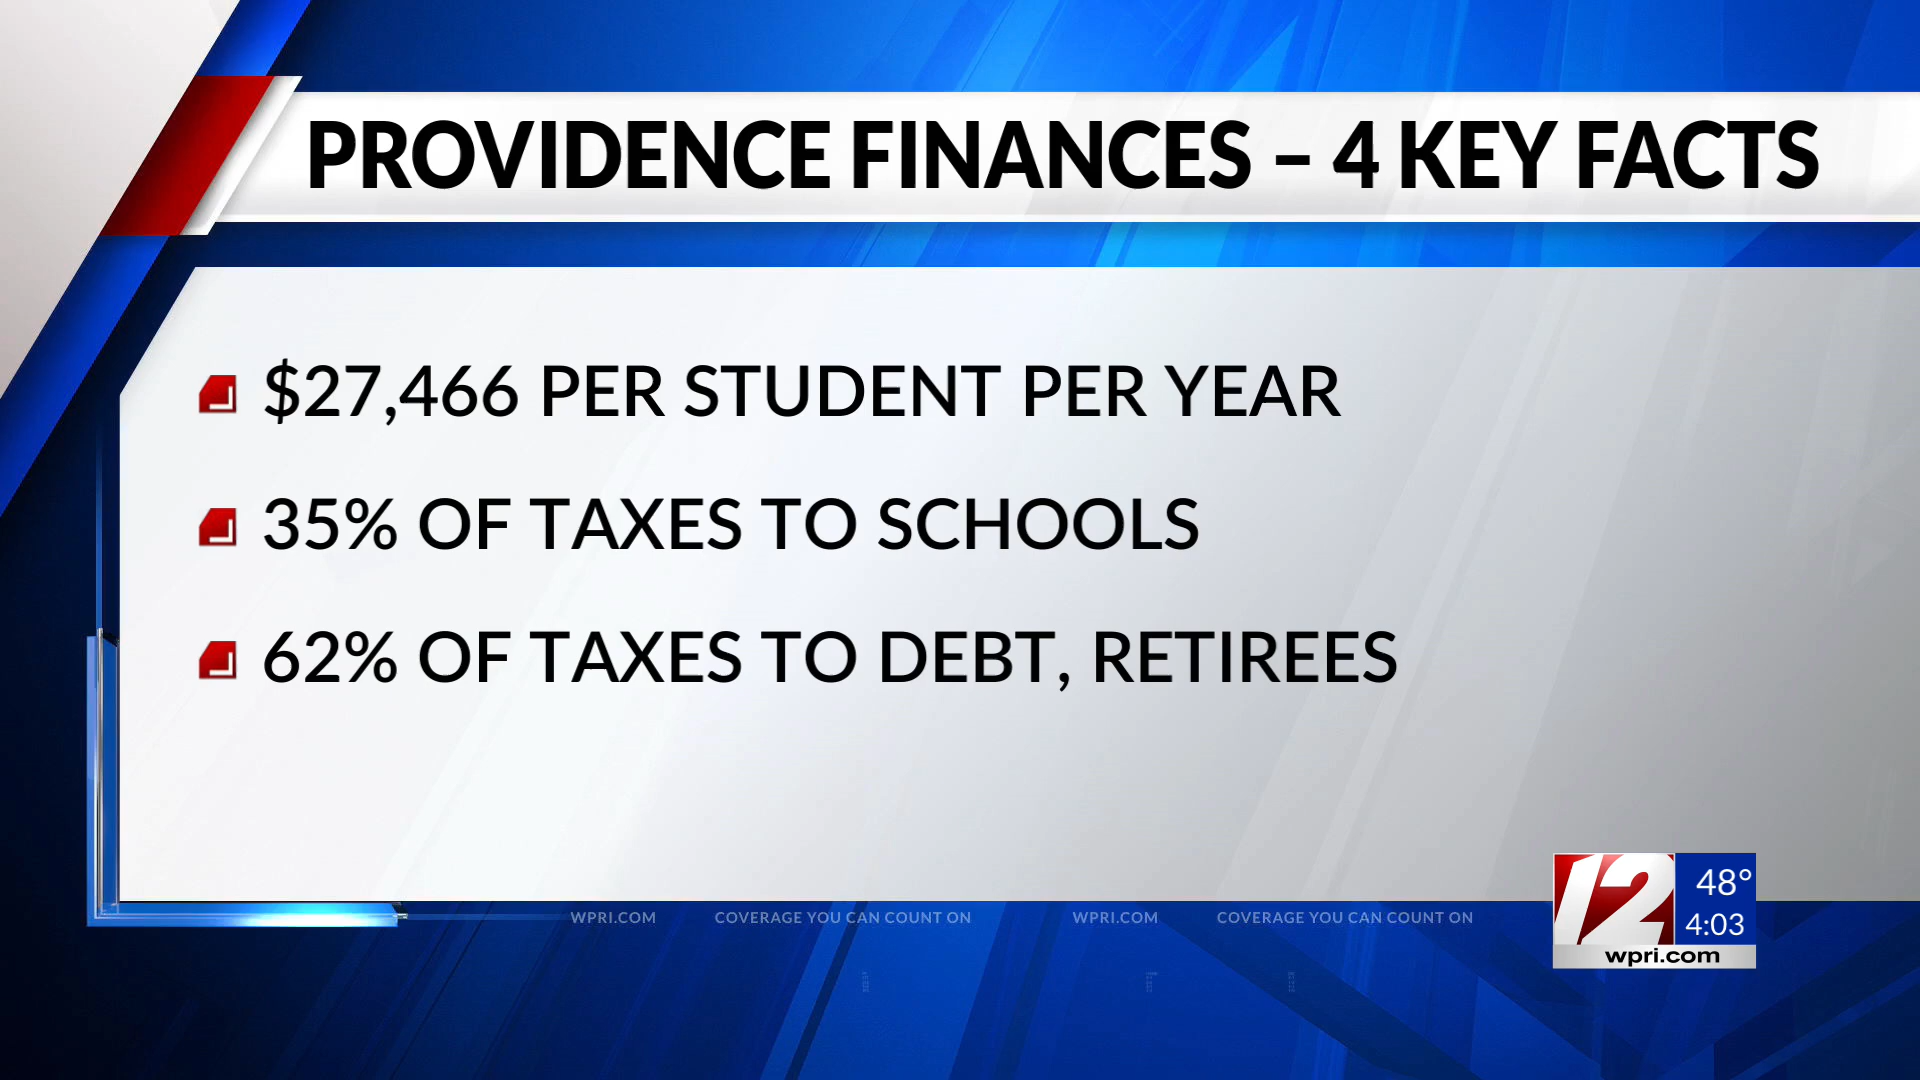 PROVIDENCE FINANCES – 4 KEY FACTS
$27,466 PER STUDENT PER YEAR
35% OF TAXES TO SCHOOLS
62% OF TAXES TO DEBT, RETIREES
12
48°
4:03
wpri.com
WPRI.COM COVERAGE YOU CAN COUNT ON WPRI.COM COVERAGE YOU CAN COUNT ON